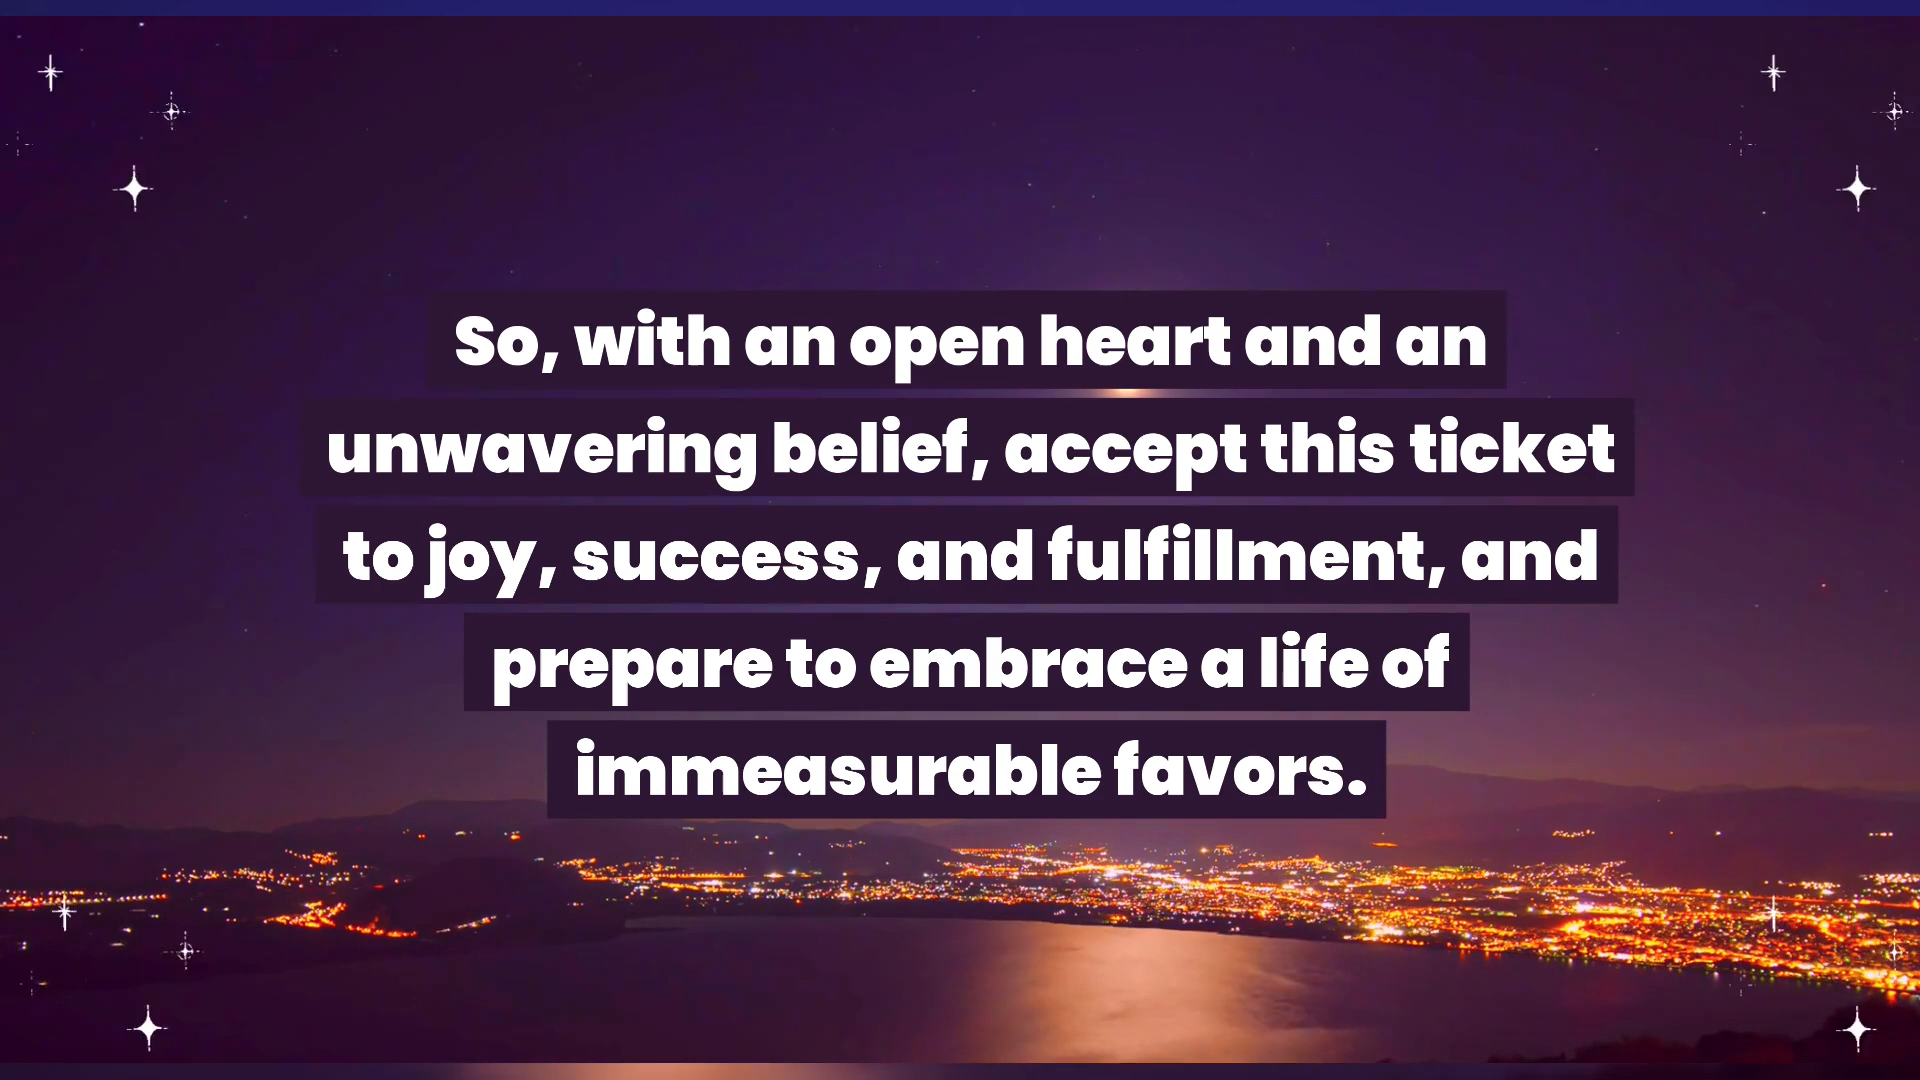 So, with an open heart and an
unwavering belief, accept this ticket
to joy, success, and fulfillment, and
prepare to embrace a life of
immeasurable favors.